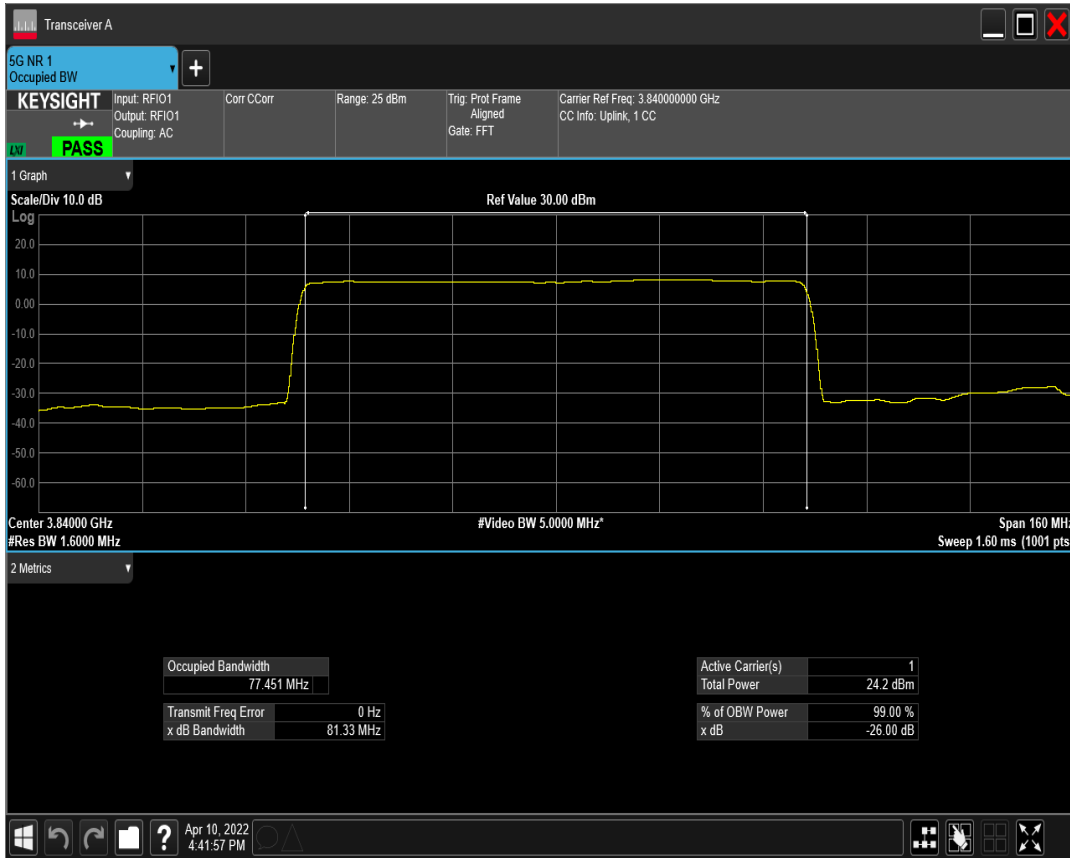 Transceiver A
5G NR 1
Occupied BW
KEYSIGHT
LXI
PASS
Input: RFIO1
Output: RFIO1
Coupling: AC
Corr CCorr
Range: 25 dBm
Trig: Prot Frame
Aligned
Gate: FFT
Carrier Ref Freq: 3.840000000 GHz
CC Info: Uplink, 1 CC
1 Graph
Scale/Div 10.0 dB
Ref Value 30.00 dBm
Log
20.0
10.0
0.00
-10.0
-20.0
-30.0
-40.0
-50.0
-60.0
Center 3.84000 GHz
#Video BW 5.0000 MHz*
Span 160 MHz
#Res BW 1.6000 MHz
Sweep 1.60 ms (1001 pts
2 Metrics
Occupied Bandwidth
77.451 MHz
Transmit Freq Error 0 Hz
x dB Bandwidth 81.33 MHz
Active Carrier(s) 1
Total Power 24.2 dBm
% of OBW Power 99.00 %
x dB -26.00 dB
?
Apr 10, 2022
4:41:57 PM